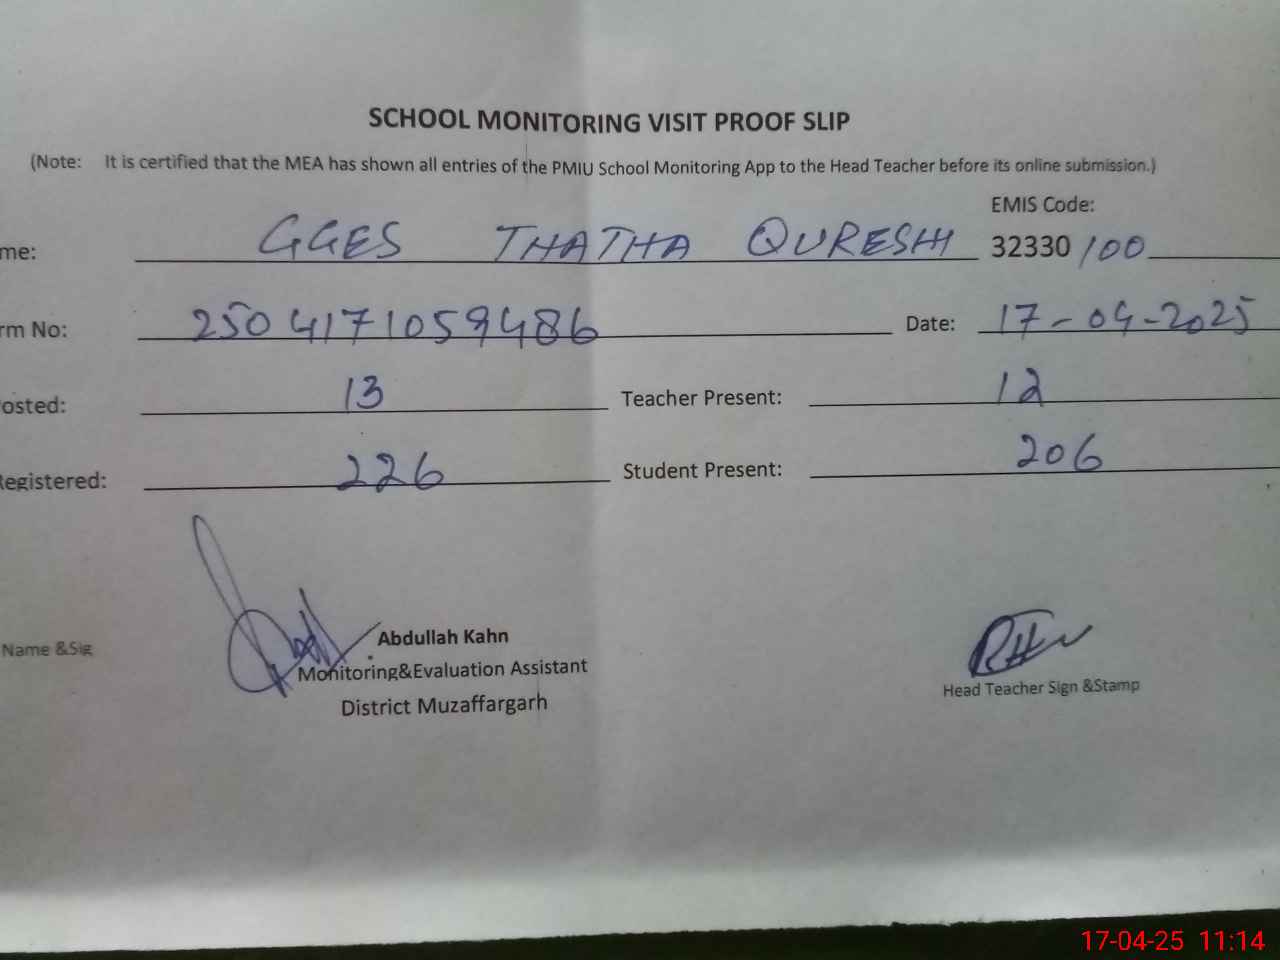 SCHOOL MONITORING VISIT PROOF SLIP
(Note: It is certified that the MEA has shown all entries of the PMIU School Monitoring App to the Head Teacher before its online submission.)
EMIS Code:
me: GGES THATHA QURESHI 32330100
rm No: 2504171059486 Date: 17-04-2025
osted: 13 Teacher Present: 12
Registered: 226 Student Present: 206
Name &Sig
Abdullah Kahn
Monitoring&Evaluation Assistant
District Muzaffargarh
Head Teacher Sign &Stamp
17-04-25 11:14